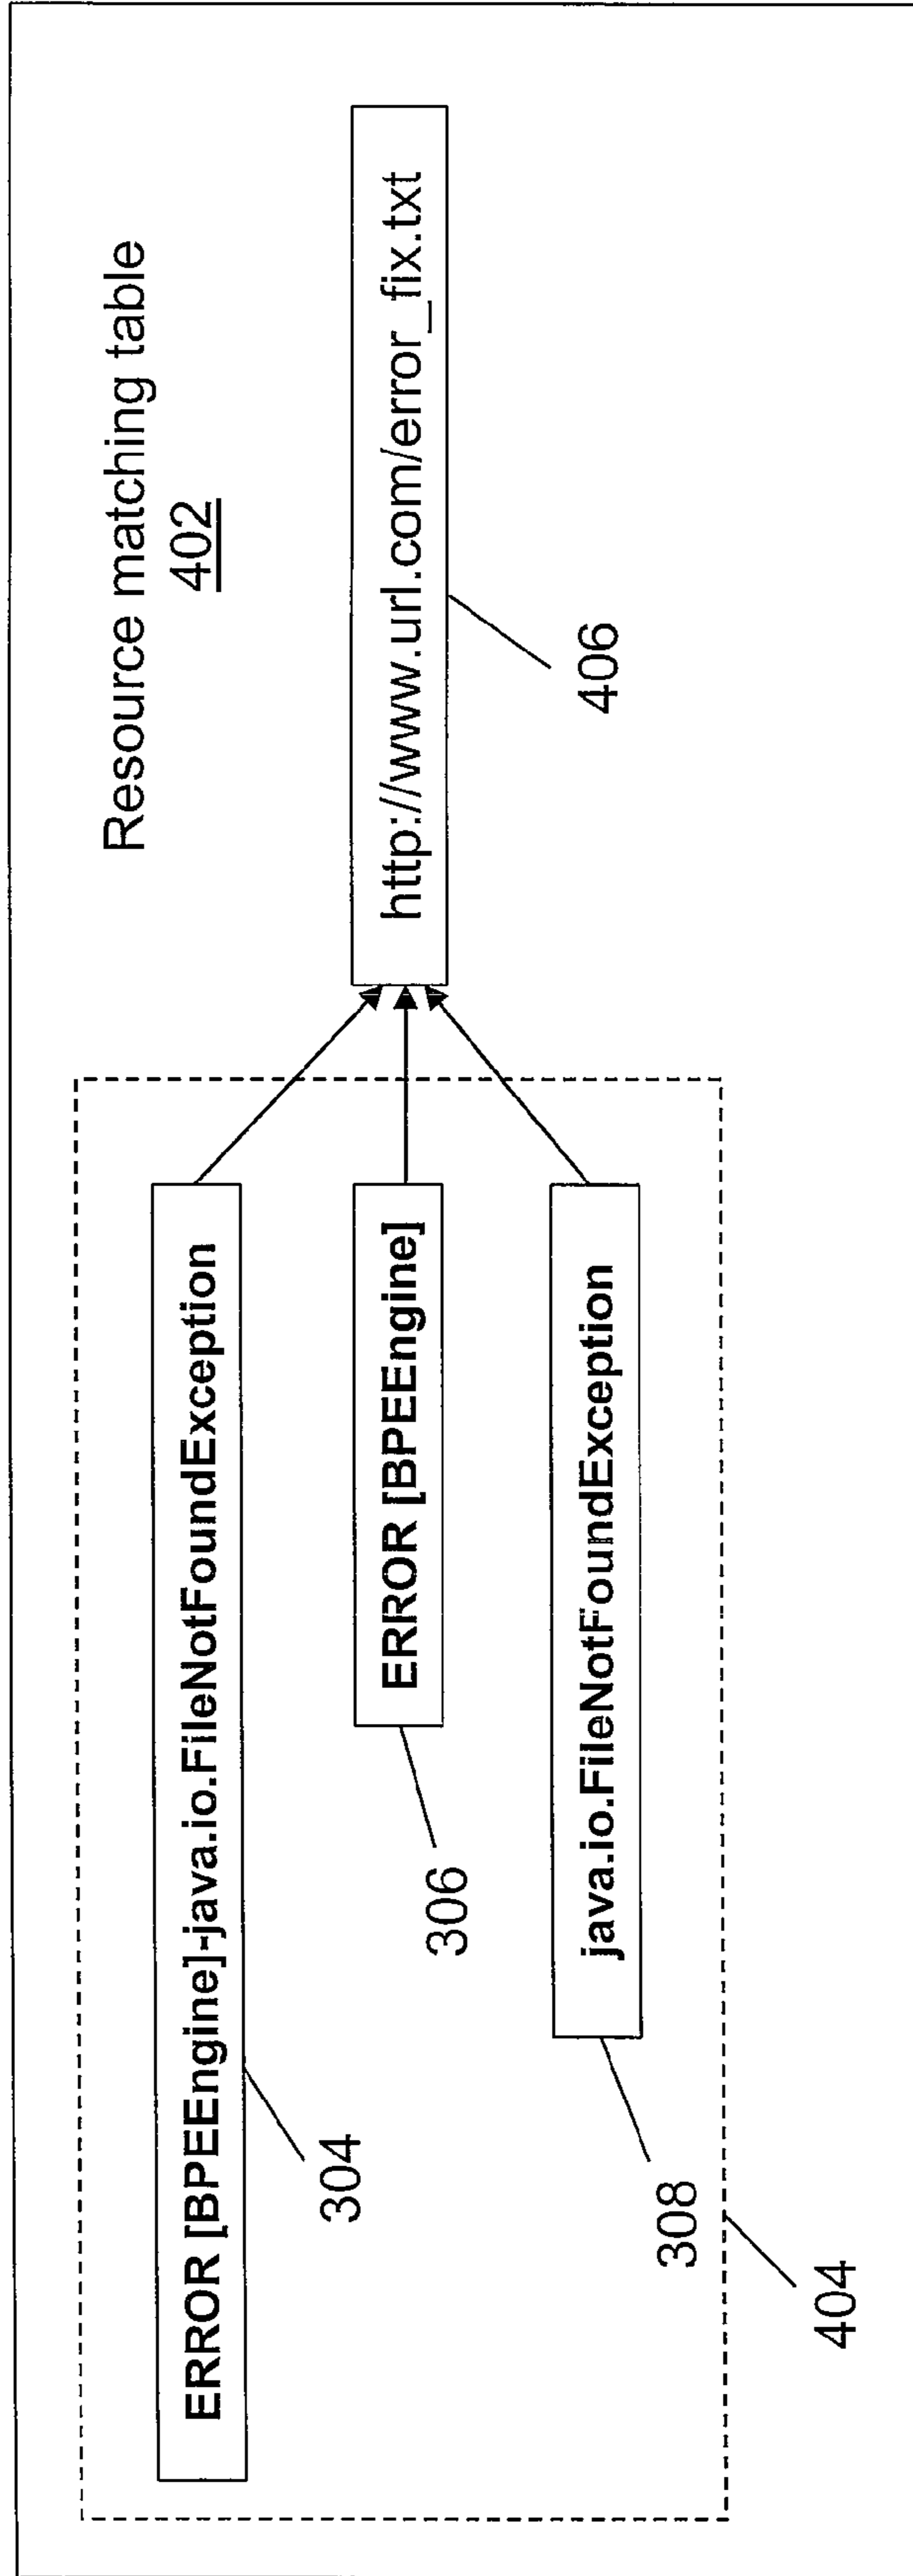 Resource matching table
402
ERROR [BPEEngine]-java.io.FileNotFoundException
304
ERROR [BPEEngine]
306
http://www.url.com/error_fix.txt
406
java.io.FileNotFoundException
308
404